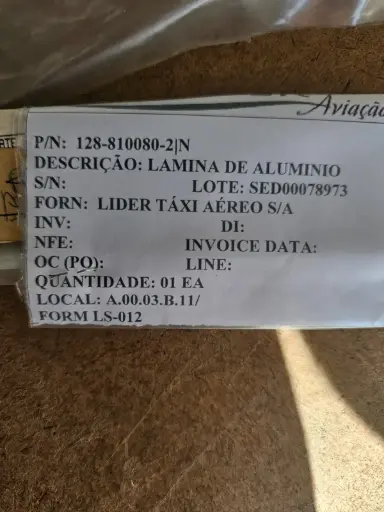 Aviação
P/N: 128-810080-2|N
DESCRIÇÃO: LAMINA DE ALUMINIO
S/N: LOTE: SED00078973
FORN: LIDER TÁXI AÉREO S/A
INV: DI:
NFE: INVOICE DATA:
OC (PO): LINE:
QUANTIDADE: 01 EA
LOCAL: A.00.03.B.11/
FORM LS-012